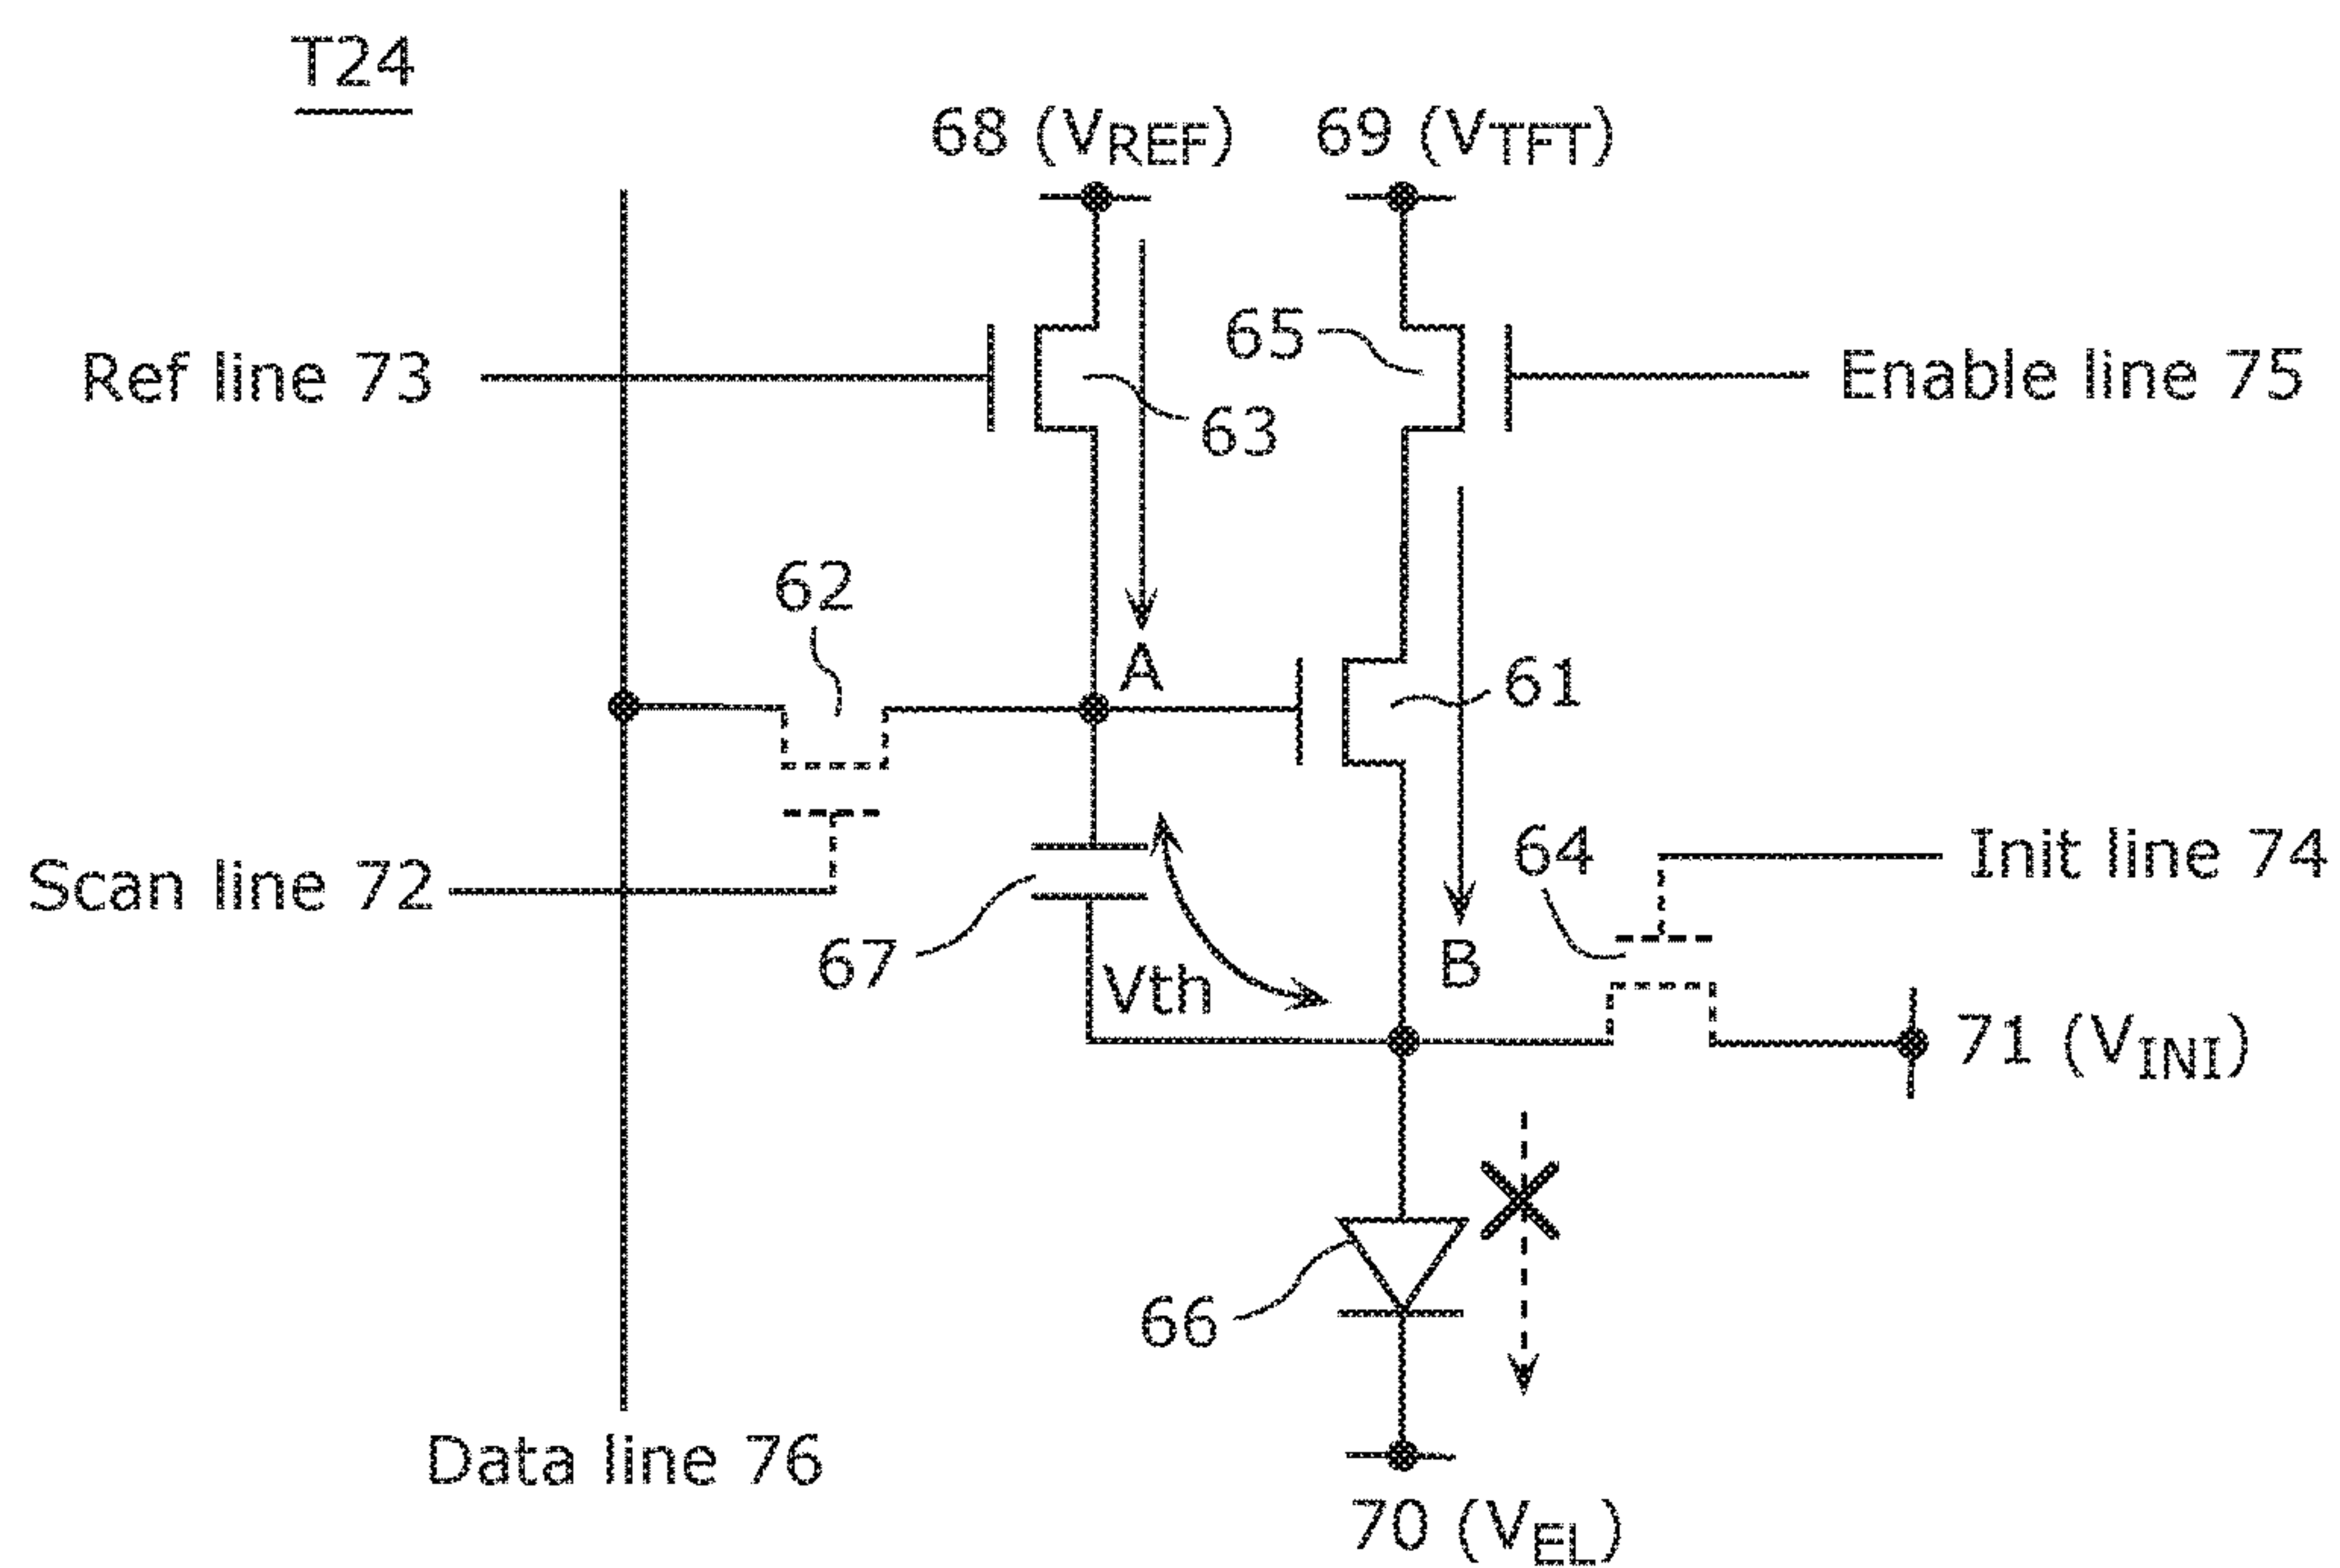 T24
68 (VREF)
69 (VTFT)
Ref line 73
65
63
Enable line 75
62
A
61
Scan line 72
67
Vth
B
64
Init line 74
71 (VINI)
66
Data line 76
70 (VEL)